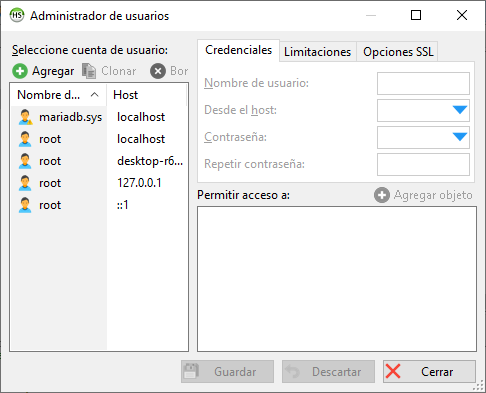 HS Administrador de usuarios
Seleccione cuenta de usuario:
Agregar Clonar Bor
Nombre d... Host
mariadb.sys localhost
root localhost
root desktop-r6...
root 127.0.0.1
root ::1
Credenciales Limitaciones Opciones SSL
Nombre de usuario:
Desde el host:
Contraseña:
Repetir contraseña:
Permitir acceso a: Agregar objeto
Guardar Descartar Cerrar